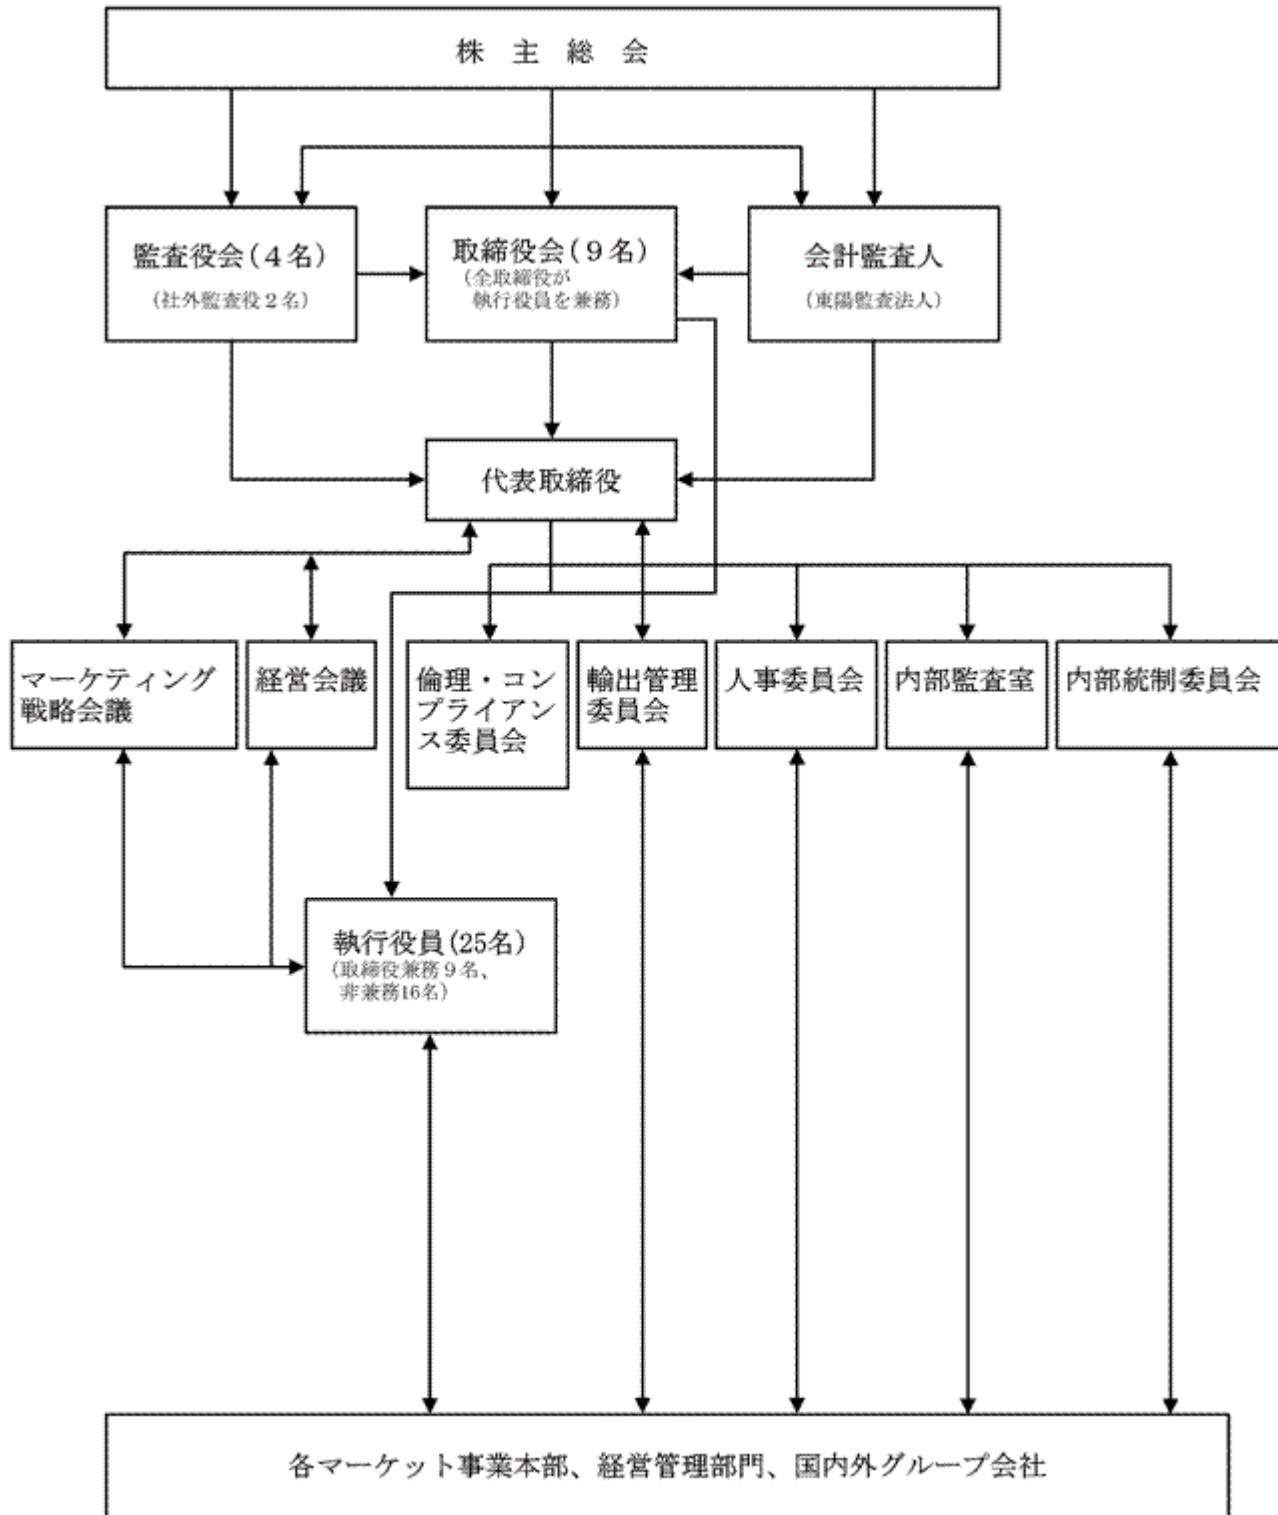 株主総会
監査役会(4名)
(社外監査役2名)
取締役会(9名)
(全取締役が
執行役員を兼務)
会計監査人
(東陽監査法人)
代表取締役
マーケティング
戦略会議
経営会議
倫理・コン
プライアン
ス委員会
輸出管理
委員会
人事委員会
内部監査室
内部統制委員会
執行役員(25名)
(取締役兼務9名、
非兼務16名)
各マーケット事業本部、経営管理部門、国内外グループ会社